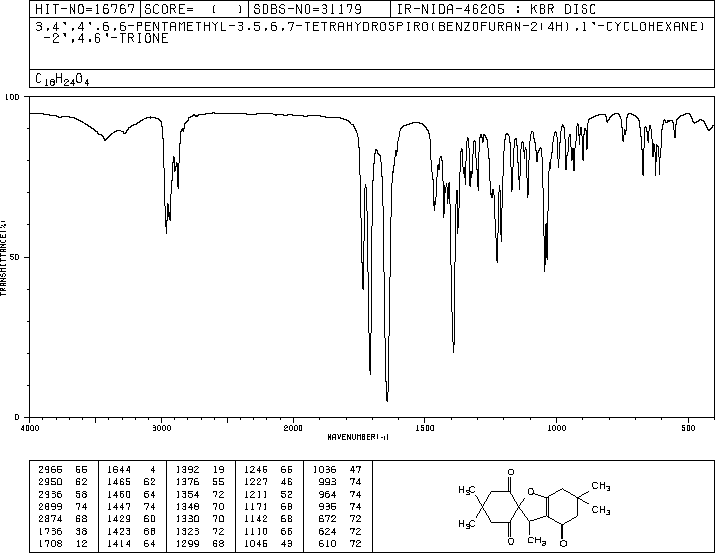 HIT-NO=16767 SCORE= ( ) SDBS-NO=31179 IR-NIDA-46205 : KBR DISC
3,4',4',6,6-PENTAMETHYL-3,5,6,7-TETRAHYDROSPIRO(BENZOFURAN-2(4H),1'-CYCLOHEXANE)
-2',4,6'-TRIONE
C18H24O4
100
50
0
TRANSMITTANCE(%)
4000 3000 2000 1500 1000 500
WAVENUMBER(-1)
2965 55 1644 4 1392 19 1246 66 1036 47
2950 62 1465 62 1376 55 1227 46 993 74
2936 58 1460 64 1354 72 1211 52 964 74
2899 74 1447 74 1348 70 1171 68 935 74
2874 68 1429 60 1330 70 1142 68 672 72
1736 38 1423 68 1323 72 1110 66 624 72
1708 12 1414 64 1299 68 1045 43 610 72
O
H3C
H3C
O
O
CH3
CH3
CH3
O